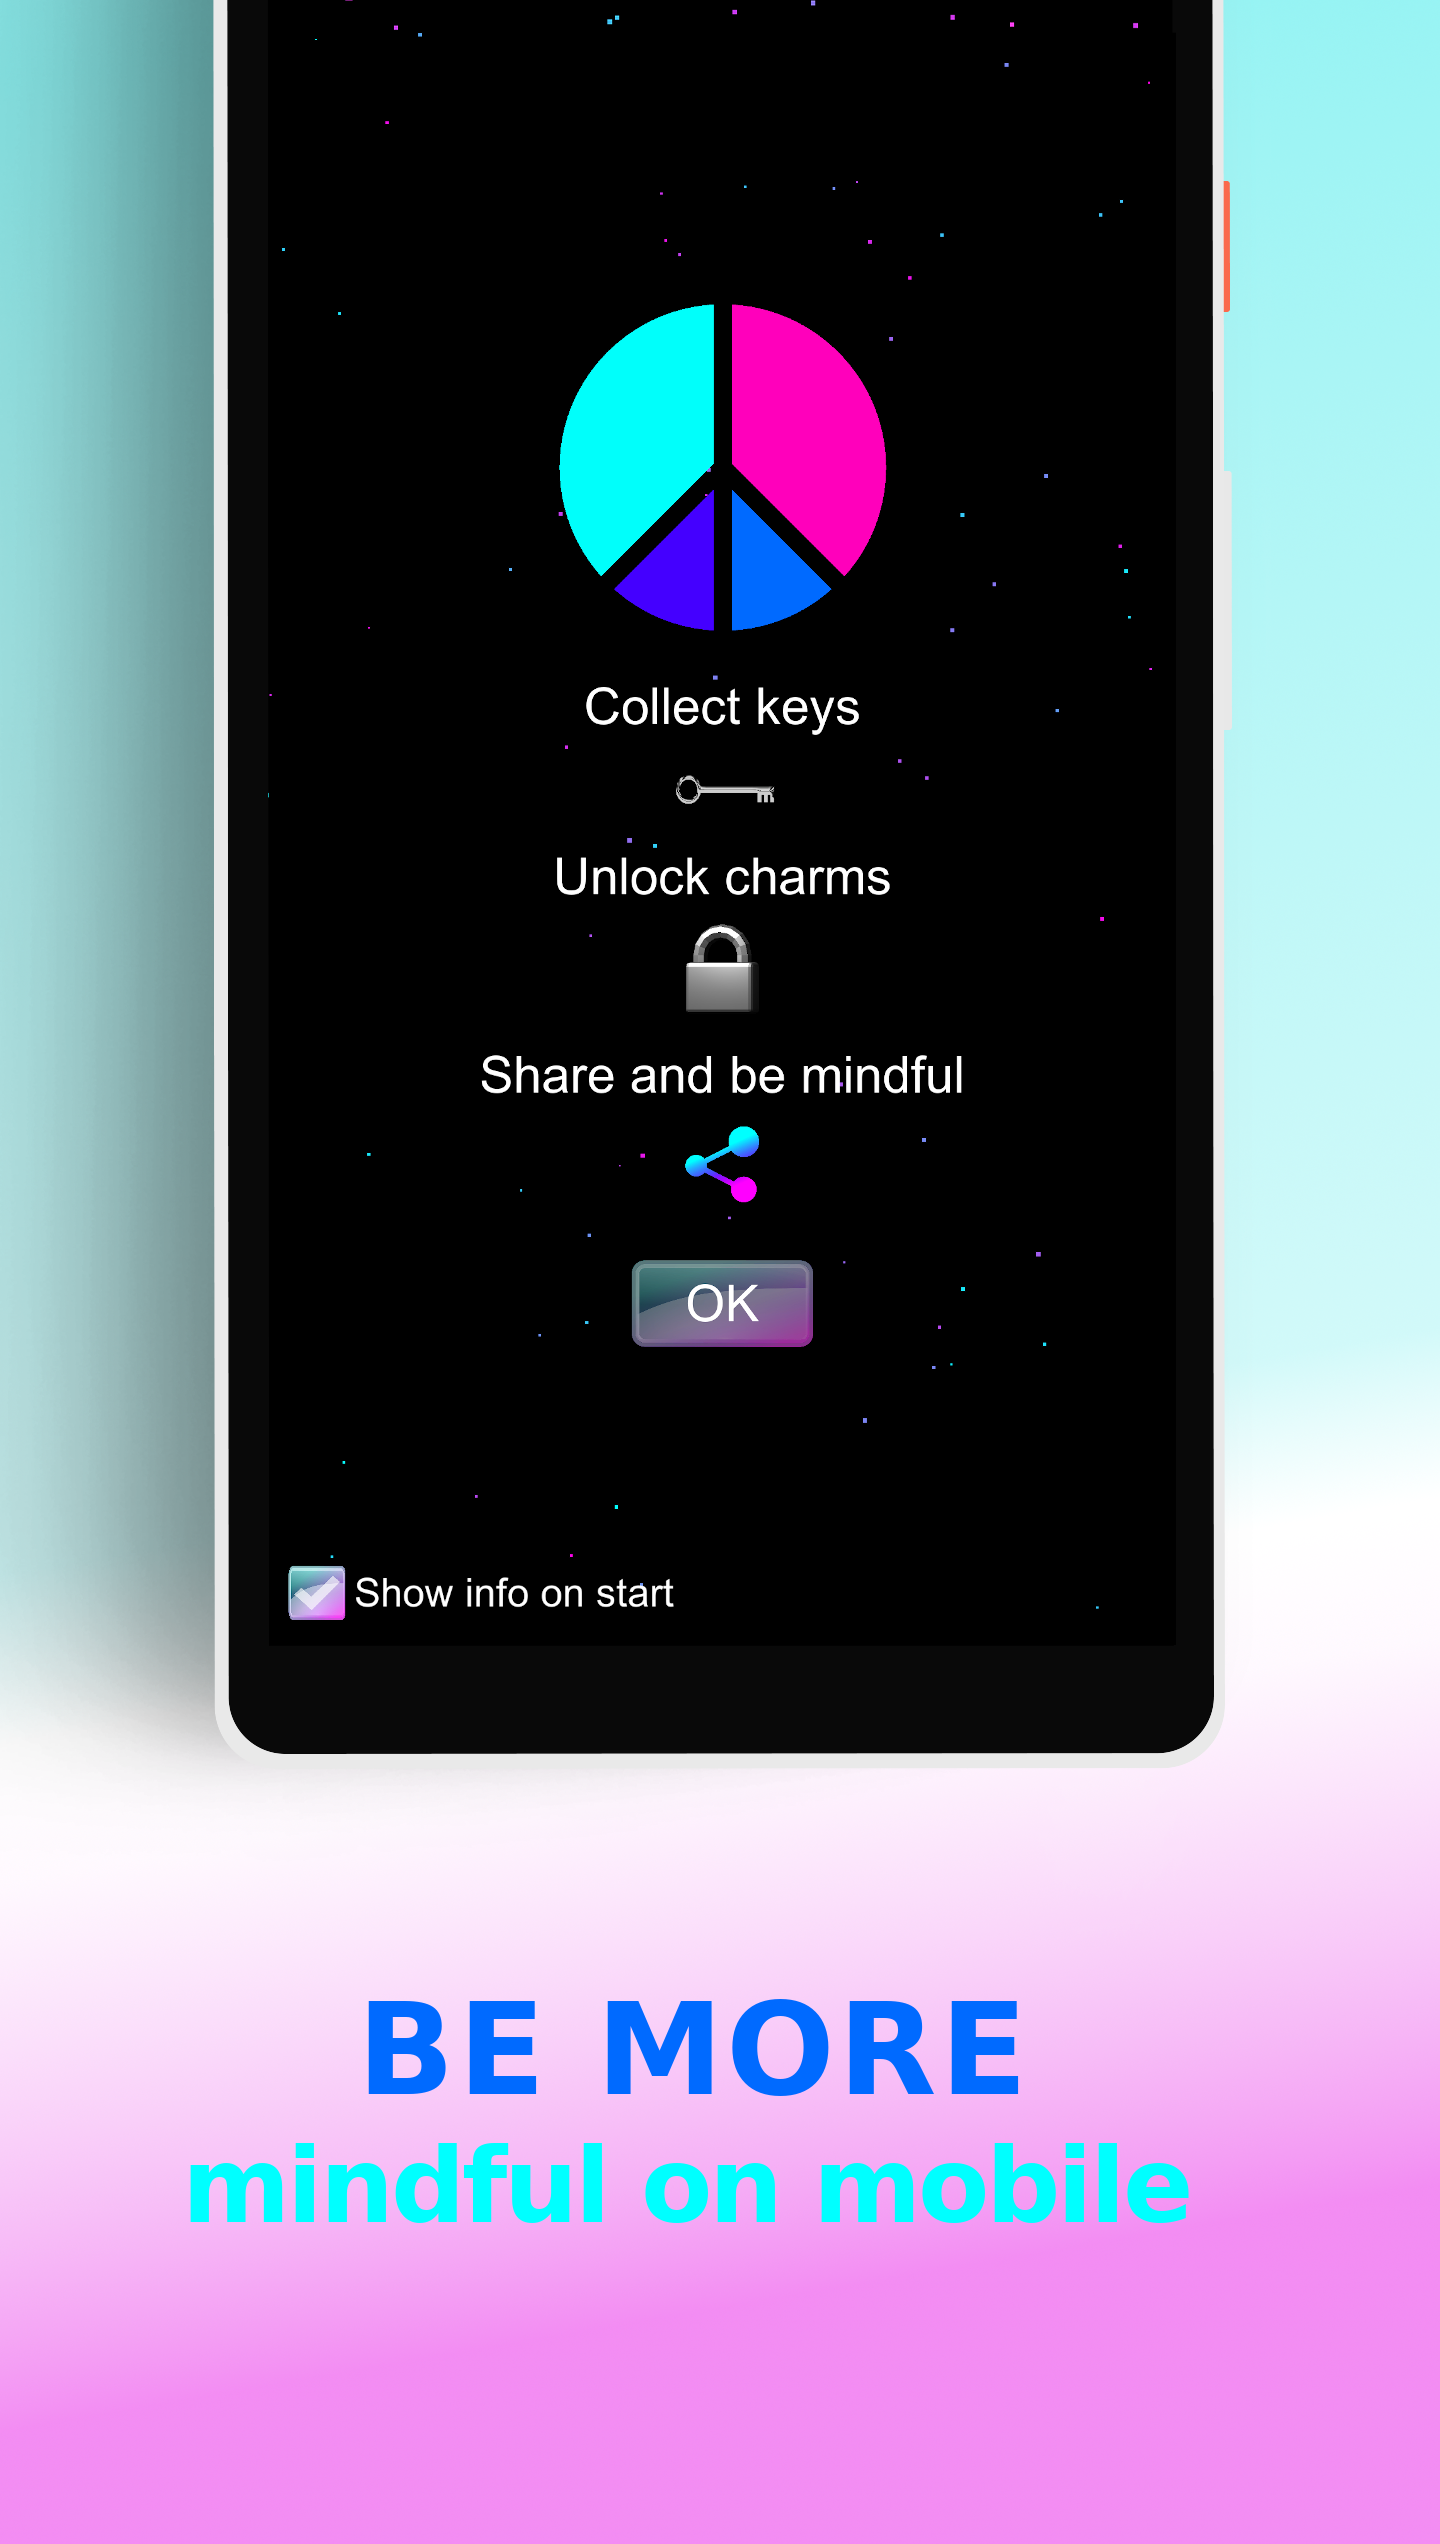 Collect keys
Unlock charms
Share and be mindful
OK
Show info on start
BE MORE
mindful on mobile